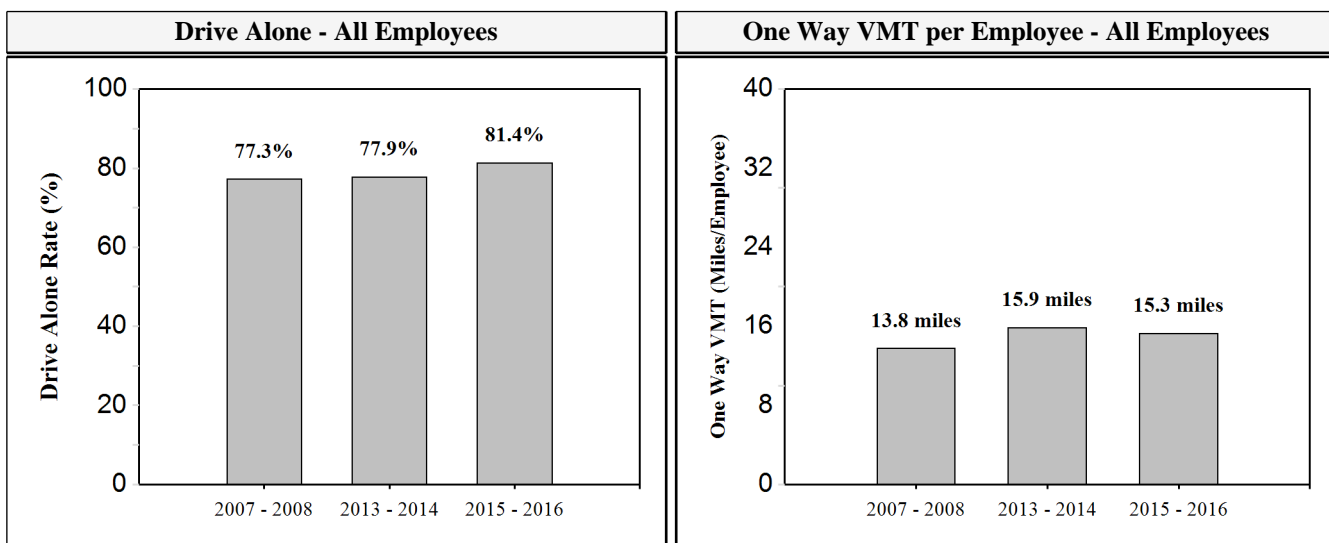 Drive Alone - All Employees
Drive Alone Rate (%)
100
80
60
40
20
0
77.3%
77.9%
81.4%
2007 - 2008
2013 - 2014
2015 - 2016
One Way VMT per Employee - All Employees
One Way VMT (Miles/Employee)
40
32
24
16
8
0
13.8 miles
15.9 miles
15.3 miles
2007 - 2008
2013 - 2014
2015 - 2016